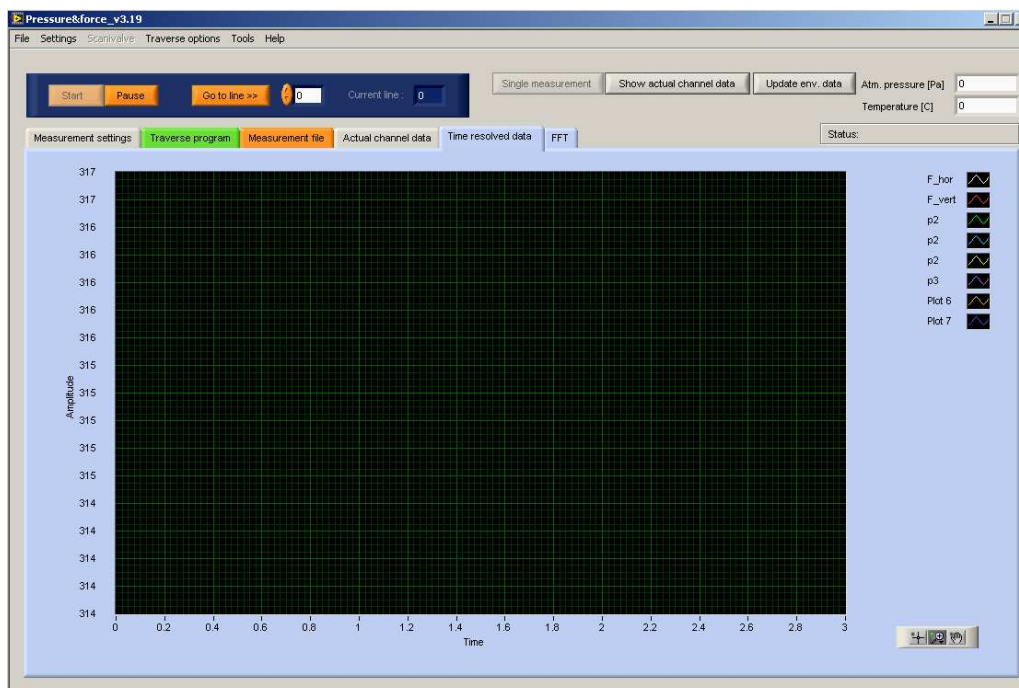 Pressure&force_v3.19
File Settings Scanivalve Traverse options Tools Help
Start Pause Go to line >> 0 Current line : 0
Single measurement Show actual channel data Update env. data Atm. pressure [Pa] 0
Temperature [C] 0
Status:
Measurement settings Traverse program Measurement file Actual channel data Time resolved data FFT
317
317
316
316
316
316
316
315
315
315
315
315
314
314
314
314
314
Amplitude
0 0.2 0.4 0.6 0.8 1 1.2 1.4 1.6 1.8 2 2.2 2.4 2.6 2.8 3
Time
F_hor
F_vert
p2
p2
p2
p3
Plot 6
Plot 7